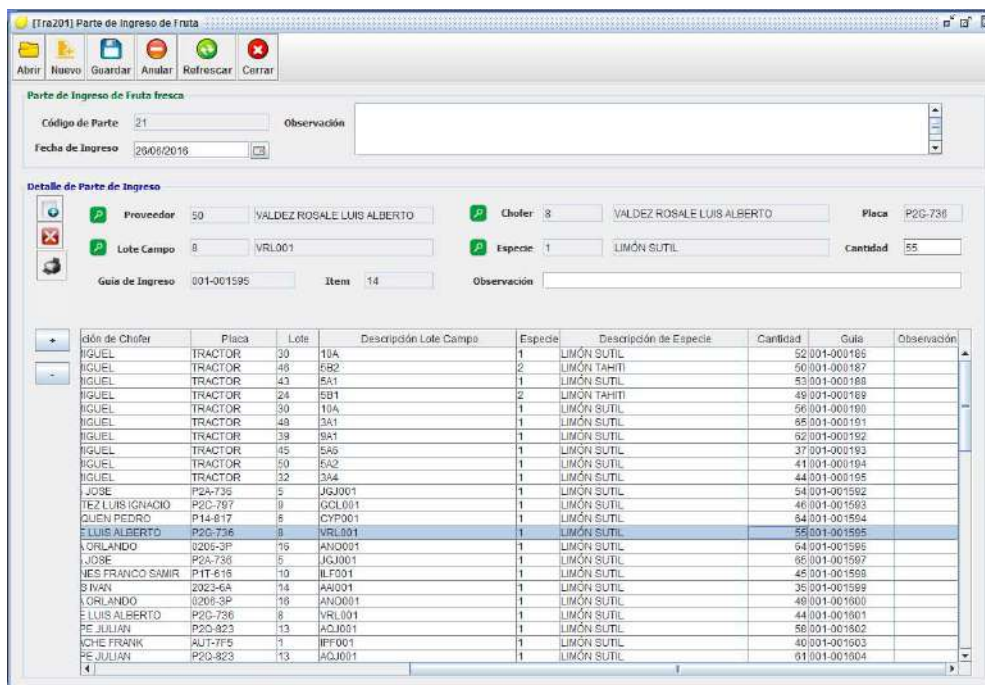 [Tra201] Parte de Ingreso de Fruta
Abrir Nuevo Guardar Anular Refrescar Cerrar
Parte de Ingreso de Fruta fresca
Código de Parte 21 Observación
Fecha de Ingreso 26/06/2016
Detalle de Parte de Ingreso
Proveedor 50 VALDEZ ROSALE LUIS ALBERTO Chofer 8 VALDEZ ROSALE LUIS ALBERTO Placa P2G-736
Lote Campo 8 VRL001 Especie 1 LIMÓN SUTIL Cantidad 55
Guia de Ingreso 001-001595 Item 14 Observación
+ ción de Chofer Placa Lote Descripción Lote Campo Especie Descripción de Especie Cantidad Guia Observación
MIGUEL TRACTOR 30 10A 1 LIMÓN SUTIL 52 001-000186
- MIGUEL TRACTOR 46 5B2 2 LIMÓN TAHITI 50 001-000187
MIGUEL TRACTOR 43 5A1 1 LIMÓN SUTIL 53 001-000188
MIGUEL TRACTOR 24 5B1 2 LIMÓN TAHITI 49 001-000189
MIGUEL TRACTOR 30 10A 1 LIMÓN SUTIL 56 001-000190
MIGUEL TRACTOR 48 3A1 1 LIMÓN SUTIL 65 001-000191
MIGUEL TRACTOR 39 9A1 1 LIMÓN SUTIL 62 001-000192
MIGUEL TRACTOR 45 5A6 1 LIMÓN SUTIL 37 001-000193
MIGUEL TRACTOR 50 5A2 1 LIMÓN SUTIL 41 001-000194
MIGUEL TRACTOR 32 3A4 1 LIMÓN SUTIL 44 001-000195
JOSE P2A-736 5 JGJ001 1 LIMÓN SUTIL 54 001-001592
TEZ LUIS IGNACIO P2C-797 9 GCL001 1 LIMÓN SUTIL 46 001-001593
QUEN PEDRO P14-817 6 CYP001 1 LIMÓN SUTIL 64 001-001594
E LUIS ALBERTO P2G-736 8 VRL001 1 LIMÓN SUTIL 55 001-001595
ORLANDO 0206-3P 16 ANO001 1 LIMÓN SUTIL 64 001-001596
JOSE P2A-736 5 JGJ001 1 LIMÓN SUTIL 65 001-001597
NES FRANCO SAMIR P1T-616 10 ILF001 1 LIMÓN SUTIL 45 001-001598
S IVAN 2023-6A 14 AAI001 1 LIMÓN SUTIL 35 001-001599
ORLANDO 0206-3P 16 ANO001 1 LIMÓN SUTIL 49 001-001600
E LUIS ALBERTO P2G-736 8 VRL001 1 LIMÓN SUTIL 44 001-001601
PE JULIAN P2Q-823 13 AQJ001 1 LIMÓN SUTIL 58 001-001602
ACHE FRANK AUT-7F5 1 IPF001 1 LIMÓN SUTIL 40 001-001603
PE JULIAN P2Q-823 13 AQJ001 1 LIMÓN SUTIL 61 001-001604